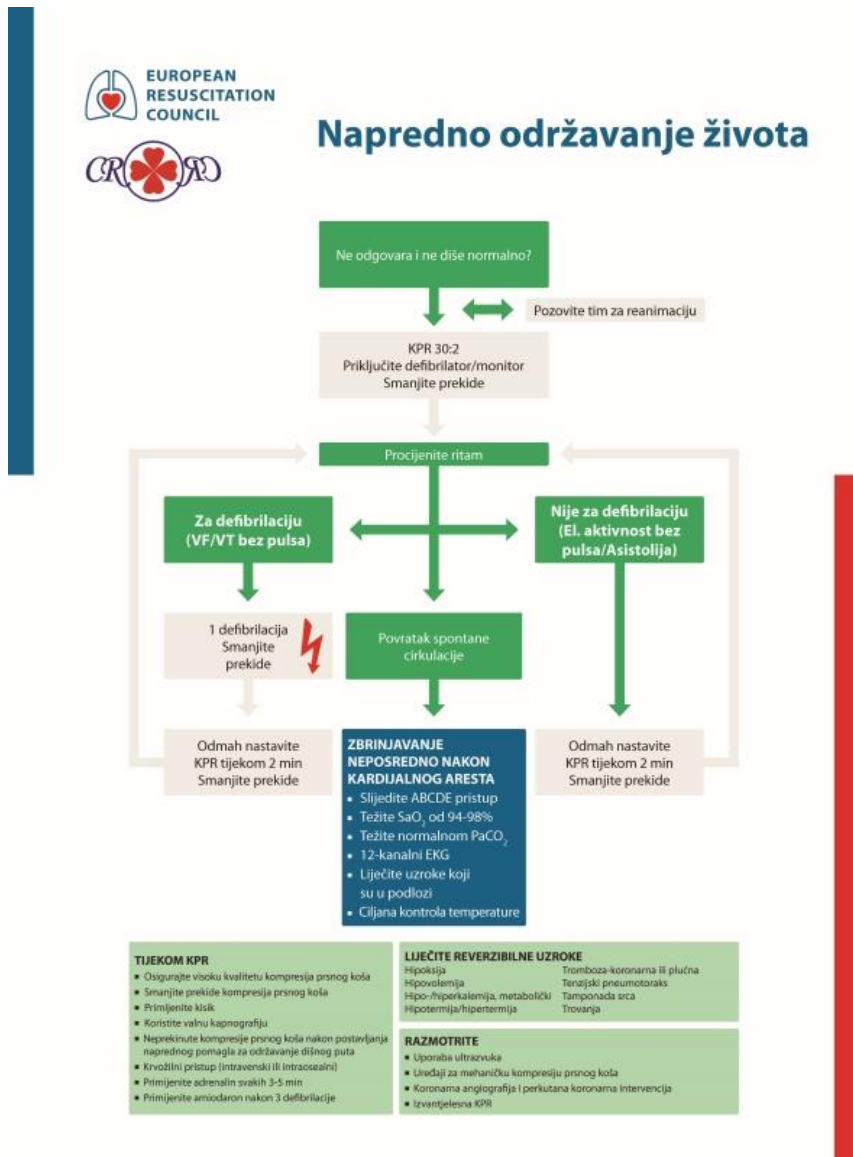 EUROPEAN
RESUSCITATION
COUNCIL
Napredno održavanje života
Ne odgovara i ne diše normalno?
Pozovite tim za reanimaciju
KPR 30:2
Priključite defibrilator/monitor
Smanjite prekide
Procijenite ritam
Za defibrilaciju
(VF/VT bez pulsa)
Nije za defibrilaciju
(El. aktivnost bez
pulsa/Asistolija)
1 defibrilacija
Smanjite
prekide
Povratak spontane
cirkulacije
Odmah nastavite
KPR tijekom 2 min
Smanjite prekide
ZBRINJAVANJE
NEPOSREDNO NAKON
KARDIJALNOG ARESTA
▪ Slijedite ABCDE pristup
▪ Težite SaO₂ od 94-98%
▪ Težite normalnom PaCO₂
▪ 12-kanalni EKG
▪ Liječite uzroke koji
su u podlozi
▪ Ciljana kontrola temperature
Odmah nastavite
KPR tijekom 2 min
Smanjite prekide
TIJEKOM KPR
▪ Osigurajte visoku kvalitetu kompresija prsnog koša
▪ Smanjite prekide kompresija prsnog koša
▪ Primijenite kisik
▪ Koristite valnu kapnografiju
▪ Neprekinute kompresije prsnog koša nakon postavljanja
naprednog pomagla za održavanje dišnog puta
▪ Krvožilni pristup (intravenski ili intraosealni)
▪ Primijenite adrenalin svakih 3-5 min
▪ Primijenite amiodaron nakon 3 defibrilacije
LIJEČITE REVERZIBILNE UZROKE
Hipoksija
Hipovolemija
Hipo-/hiperkalemija, metabolički
Hipotermija/hipertermija
Tromboza-koronarna ili plućna
Tenzijski pneumotoraks
Tamponada srca
Trovanja
RAZMOTRITE
▪ Uporaba ultrazvuka
▪ Uređaji za mehaničku kompresiju prsnog koša
▪ Koronarna angiografija i perkutana koronarna intervencija
▪ Izvantjelesna KPR